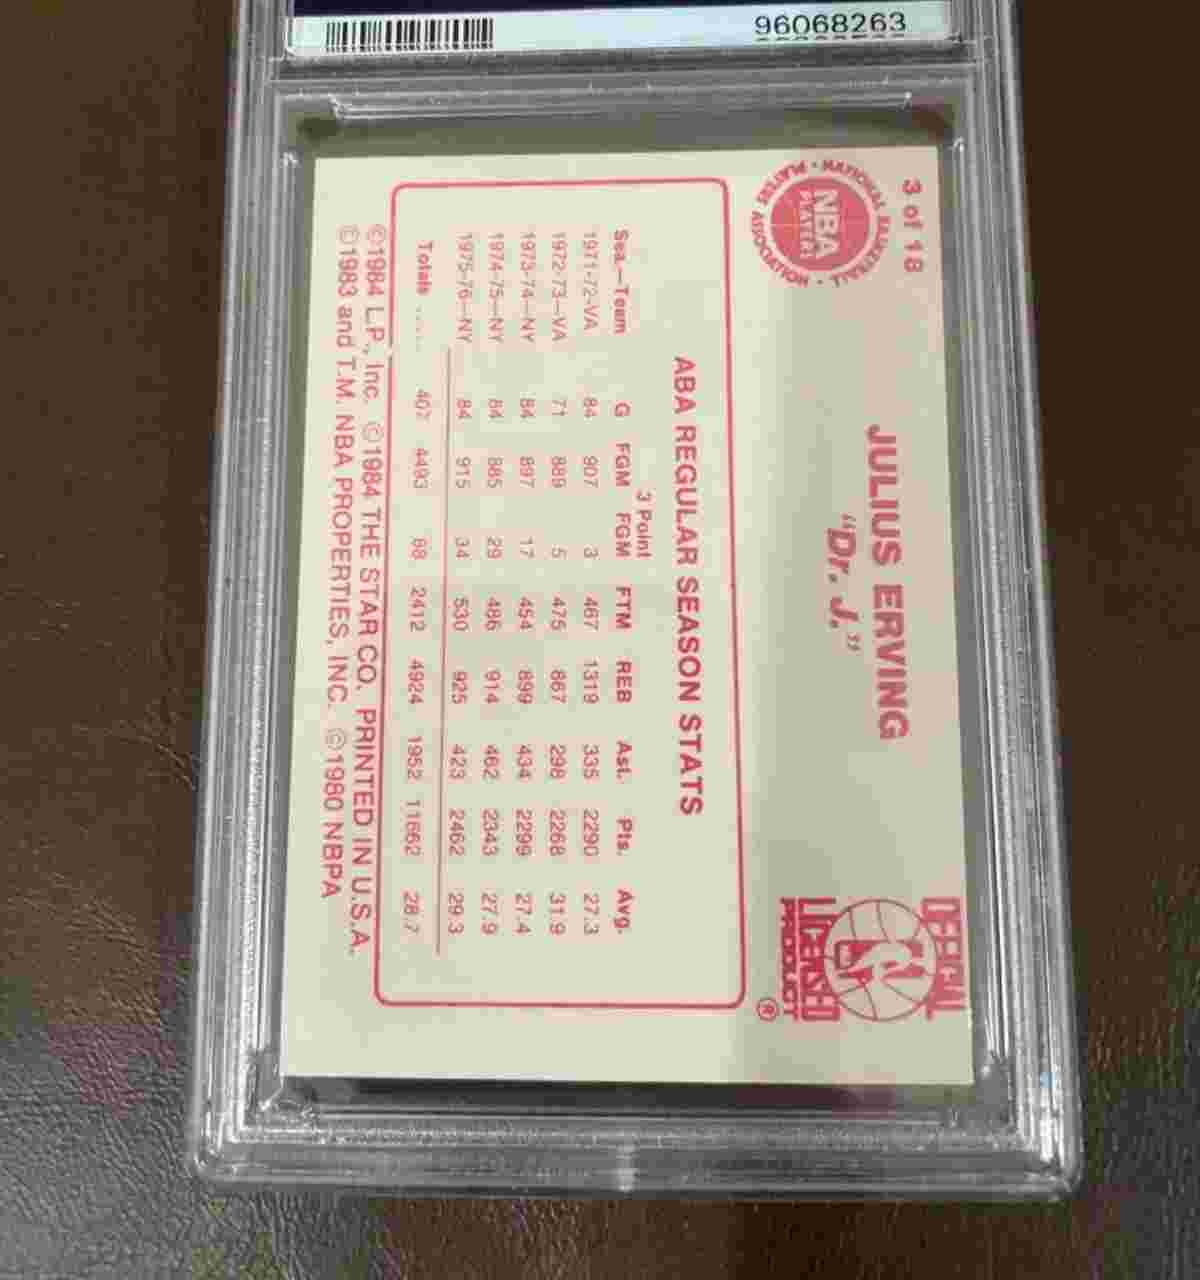 96068263
3 of 18
NATIONAL BASKETBALL PLAYERS ASSOCIATION
NBA
PLAYERS
JULIUS ERVING
"Dr. J."
OFFICIAL
LICENSED
PRODUCT
®
ABA REGULAR SEASON STATS
3 Point
Sea.—Team G FGM FGM FTM REB Ast. Pts. Avg.
1971-72-VA 84 907 3 467 1319 335 2290 27.3
1972-73—VA 71 889 5 475 867 298 2268 31.9
1973-74—NY 84 897 17 454 899 434 2299 27.4
1974-75—NY 84 885 29 486 914 462 2343 27.9
1975-76—NY 84 915 34 530 925 423 2462 29.3
Totals ..... 407 4493 88 2412 4924 1952 11662 28.7
©1984 L.P., Inc. ©1984 THE STAR CO. PRINTED IN U.S.A.
©1983 and T.M. NBA PROPERTIES, INC. ©1980 NBPA